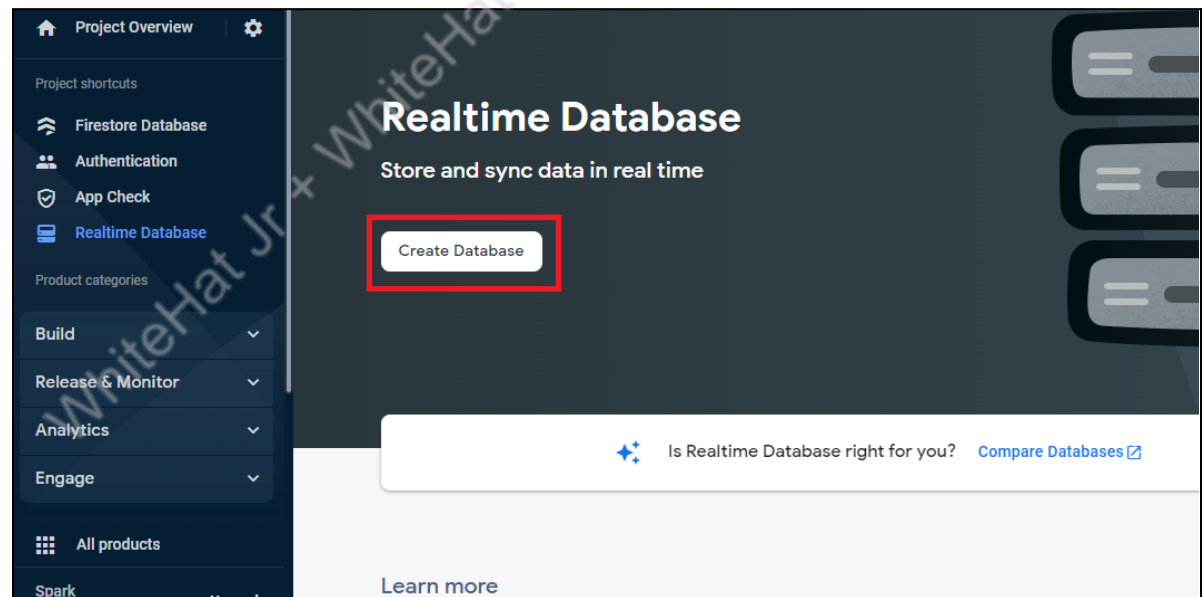 Project Overview
Project shortcuts
Firestore Database
Authentication
App Check
Realtime Database
Product categories
Build
Release & Monitor
Analytics
Engage
All products
Spark
Realtime Database
Store and sync data in real time
Create Database
Is Realtime Database right for you? Compare Databases
Learn more
WhiteHat Jr + WhiteHat